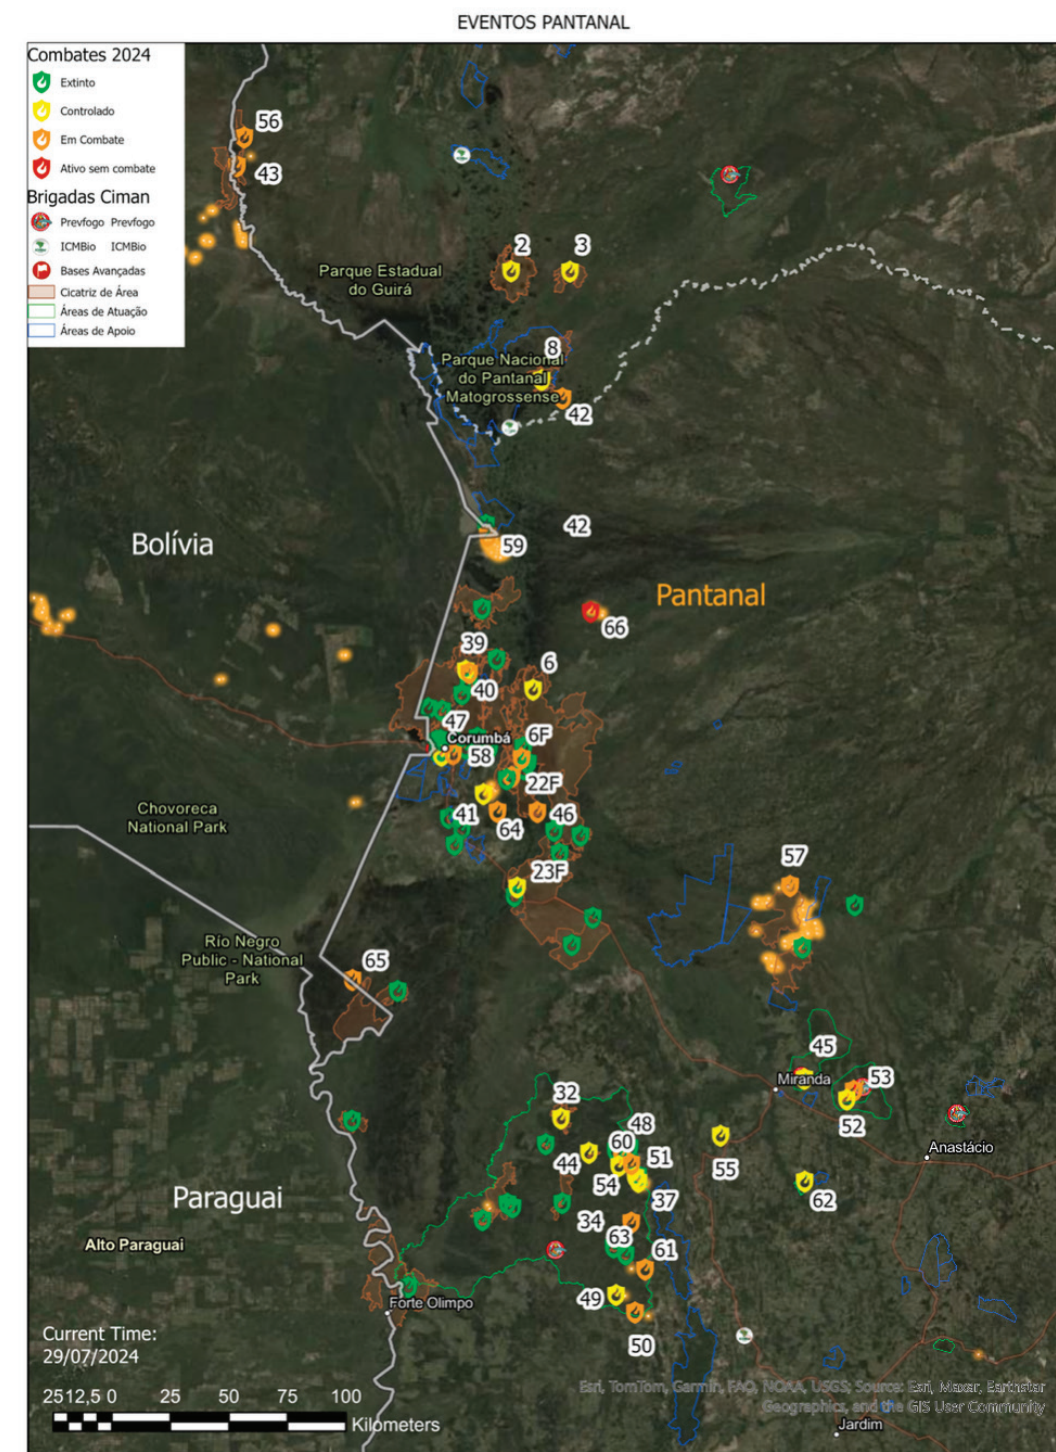 EVENTOS PANTANAL
Combates 2024
Extinto
Controlado
Em Combate
Ativo sem combate
Brigadas Ciman
Prevfogo Prevfogo
ICMBio ICMBio
Bases Avançadas
Cicatriz de Área
Áreas de Atuação
Áreas de Apoio
56
43
2
3
Parque Estadual
do Guirá
8
Parque Nacional
do Pantanal
Matogrossense
42
42
Bolívia
59
Pantanal
66
39
6
40
47
Corumbá
6F
58
22F
Chovoreca
National Park
41
64
46
57
23F
Río Negro
Public - National
Park
65
45
Miranda
53
32
52
48
60
Anastácio
44
51
55
54
Paraguai
37
62
34
63
Alto Paraguai
61
49
Forte Olimpo
50
Current Time:
29/07/2024
Esri, TomTom, Garmin, FAO, NOAA, USGS; Source: Esri, Maxar, Earthstar
Geographics, and the GIS User Community
25 12,5 0 25 50 75 100
Kilometers
Jardim